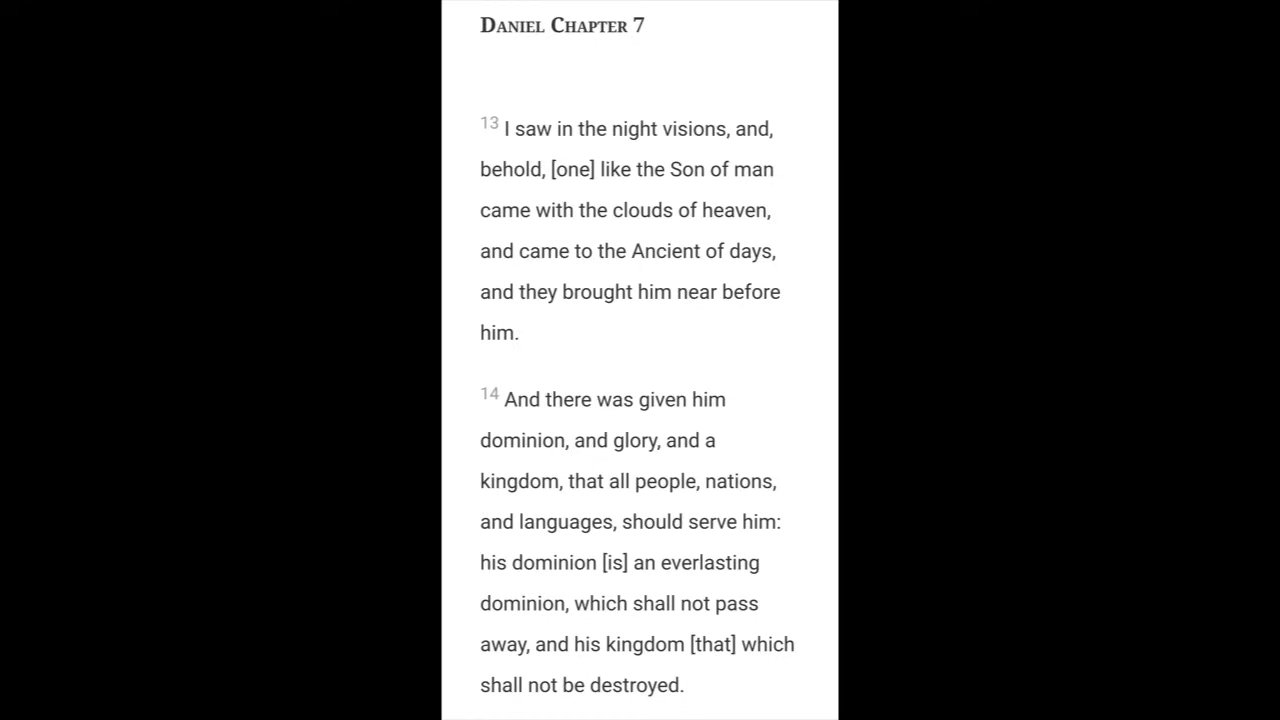 DANIEL CHAPTER 7
13 I saw in the night visions, and,
behold, [one] like the Son of man
came with the clouds of heaven,
and came to the Ancient of days,
and they brought him near before
him.
14 And there was given him
dominion, and glory, and a
kingdom, that all people, nations,
and languages, should serve him:
his dominion [is] an everlasting
dominion, which shall not pass
away, and his kingdom [that] which
shall not be destroyed.